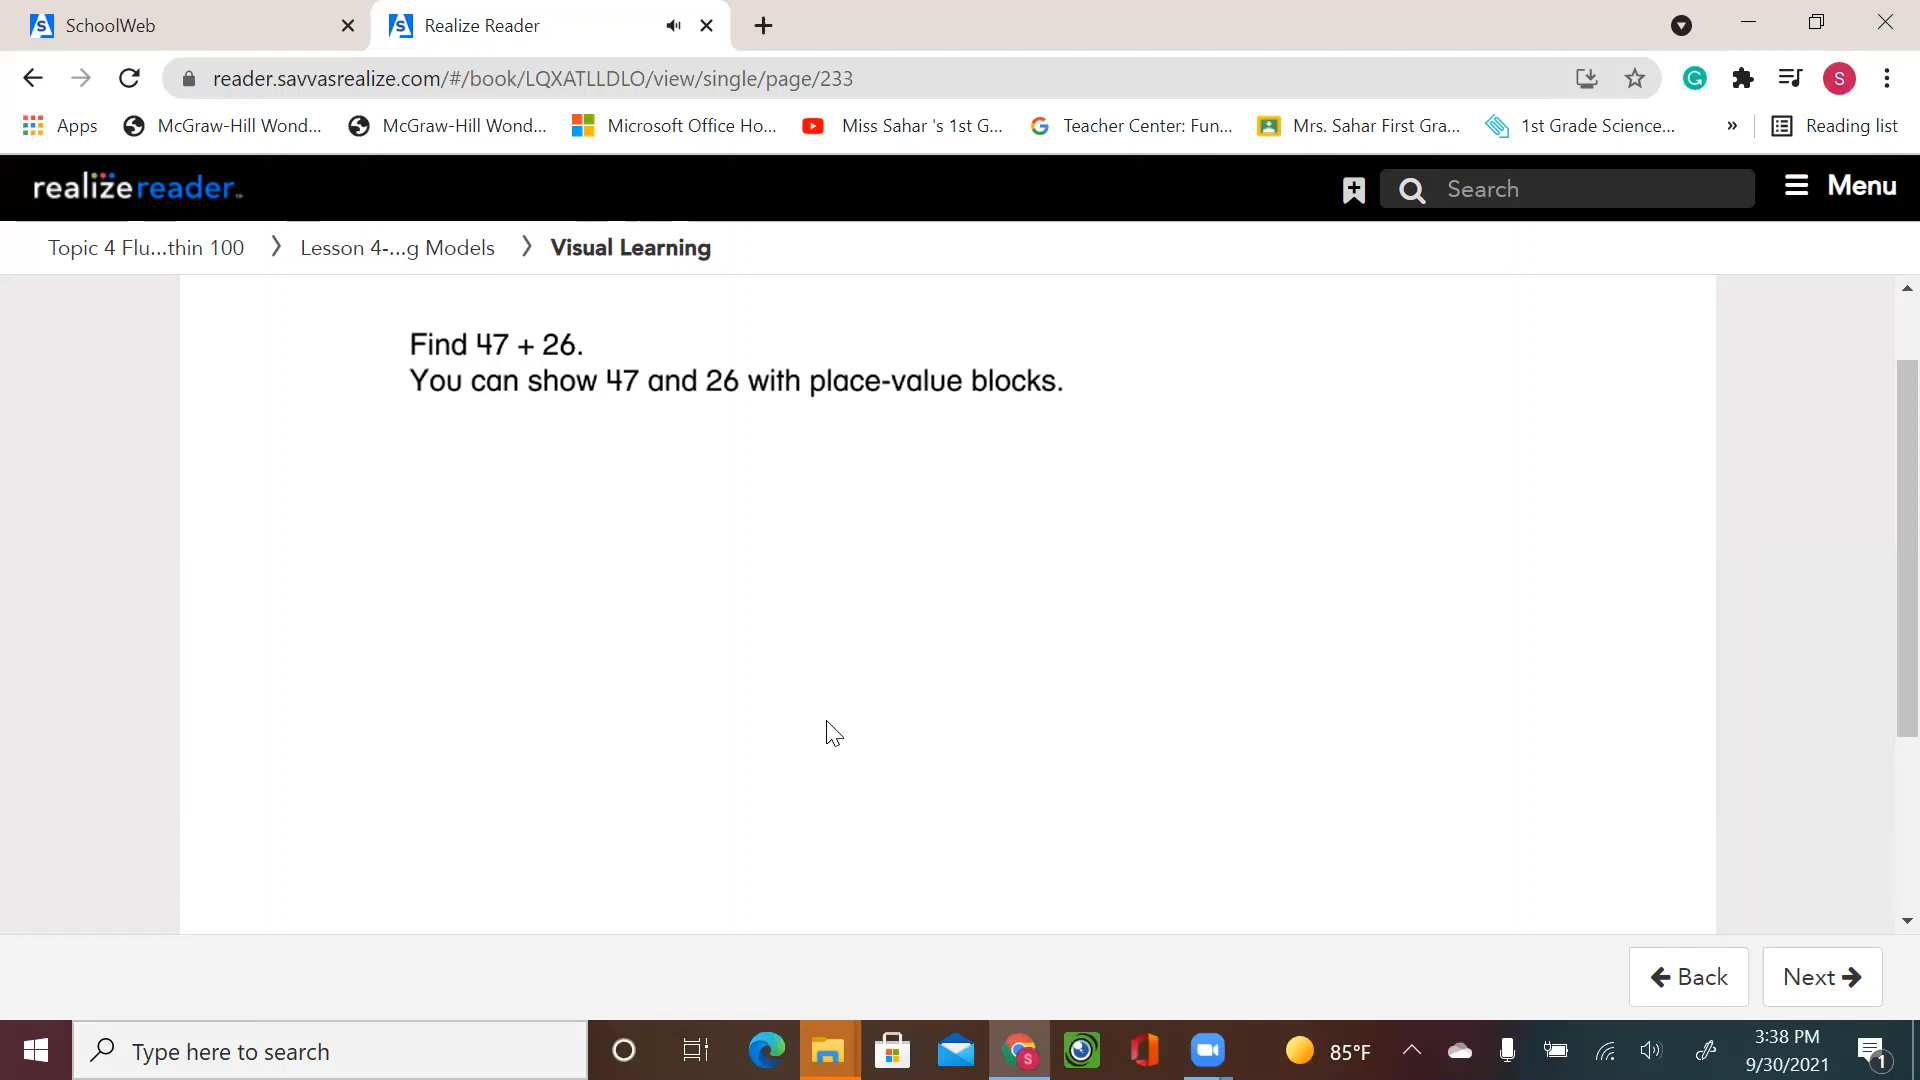 SchoolWeb
Realize Reader
reader.savvasrealize.com/#/book/LQXATLLDLO/view/single/page/233
S
Apps
McGraw-Hill Wond...
McGraw-Hill Wond...
Microsoft Office Ho...
Miss Sahar 's 1st G...
Teacher Center: Fun...
Mrs. Sahar First Gra...
1st Grade Science...
»
Reading list
realizereader™
Search
Menu
Topic 4 Flu...thin 100
Lesson 4-...g Models
Visual Learning
Find 47 + 26.
You can show 47 and 26 with place-value blocks.
Back
Next
Type here to search
85°F
3:38 PM
9/30/2021
1